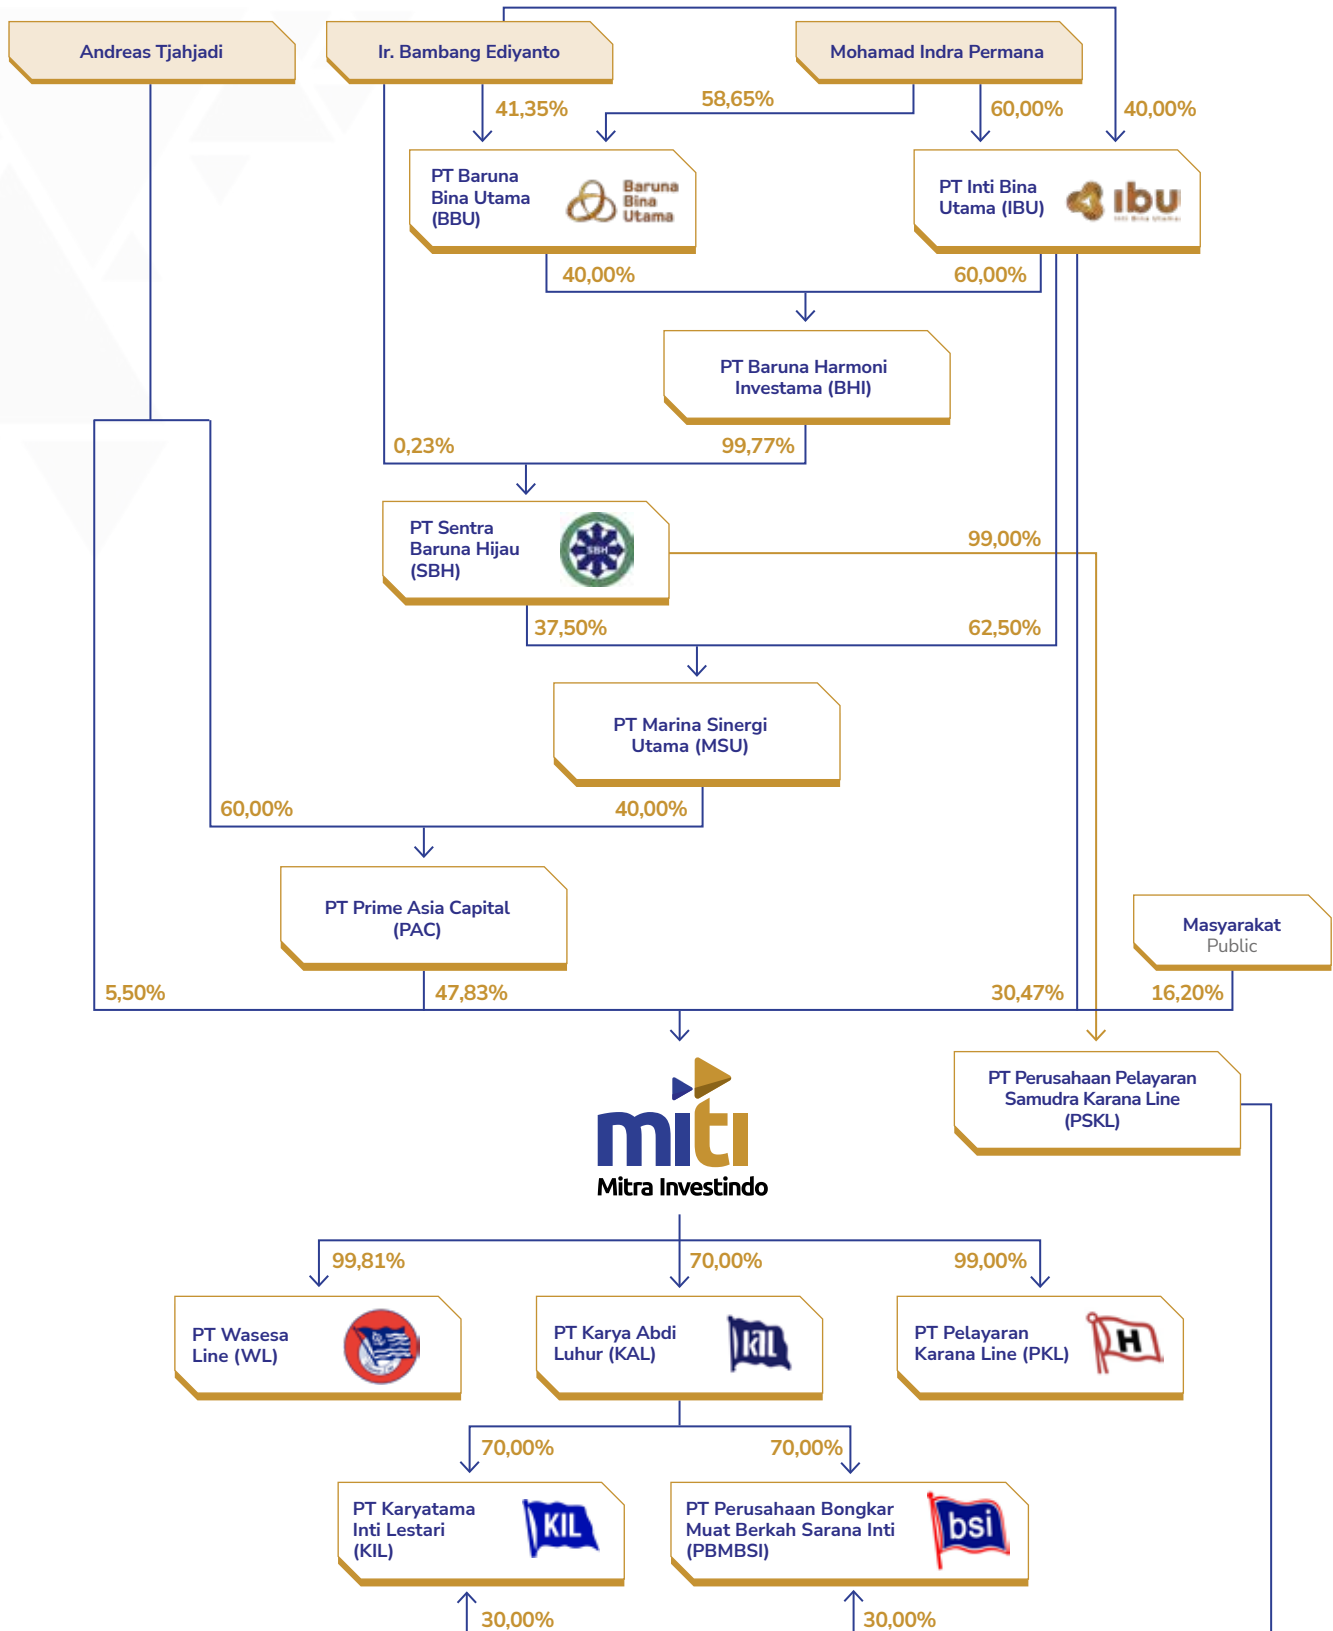 Andreas Tjahjadi
Ir. Bambang Ediyanto
Mohamad Indra Permana
41,35%
58,65%
60,00%
40,00%
PT Baruna
Bina Utama
(BBU)
Baruna
Bina
Utama
PT Inti Bina
Utama (IBU)
ibu
Inti Bina Utama
40,00%
60,00%
PT Baruna Harmoni
Investama (BHI)
0,23%
99,77%
PT Sentra
Baruna Hijau
(SBH)
SBH
99,00%
37,50%
62,50%
PT Marina Sinergi
Utama (MSU)
60,00%
40,00%
PT Prime Asia Capital
(PAC)
Masyarakat
Public
5,50%
47,83%
30,47%
16,20%
PT Perusahaan Pelayaran
Samudra Karana Line
(PSKL)
miti
Mitra Investindo
99,81%
70,00%
99,00%
PT Wasesa
Line (WL)
PT Karya Abdi
Luhur (KAL)
kal
PT Pelayaran
Karana Line (PKL)
H
70,00%
70,00%
PT Karyatama
Inti Lestari
(KIL)
KIL
PT Perusahaan Bongkar
Muat Berkah Sarana Inti
(PBMBSI)
bsi
30,00%
30,00%